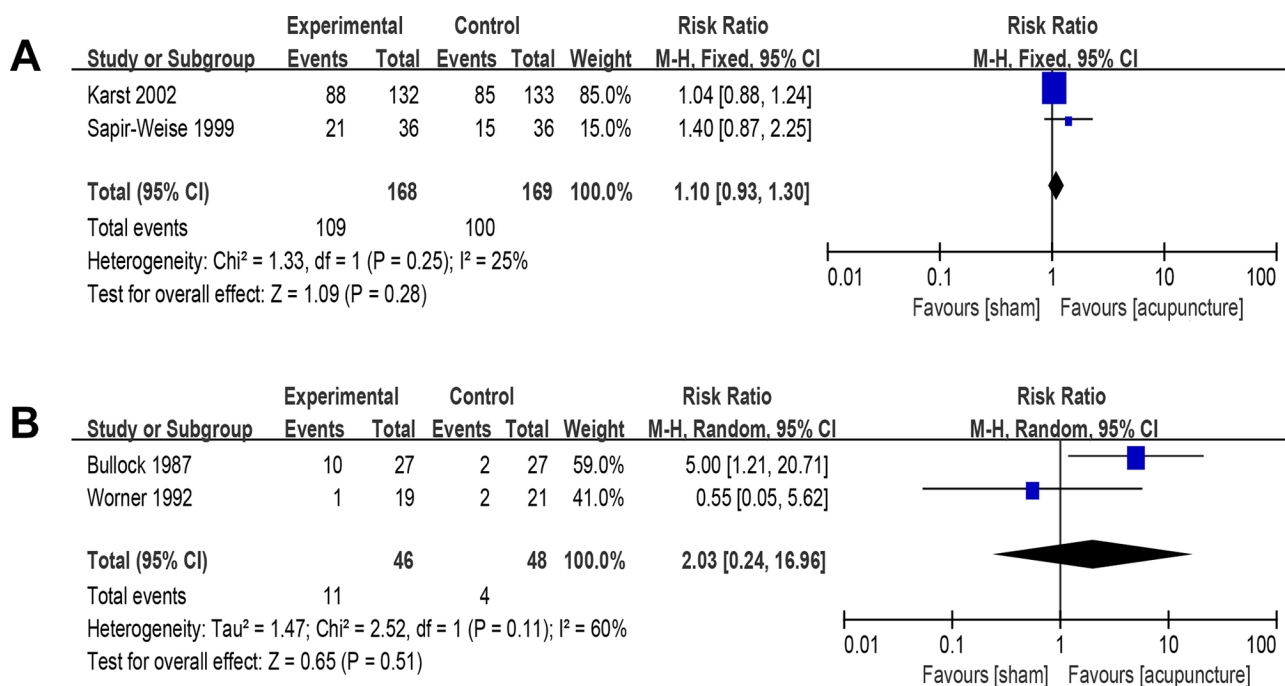 A
Experimental Control Risk Ratio Risk Ratio
Study or Subgroup Events Total Events Total Weight M-H, Fixed, 95% CI M-H, Fixed, 95% CI
Karst 2002 88 132 85 133 85.0% 1.04 [0.88, 1.24]
Sapir-Weise 1999 21 36 15 36 15.0% 1.40 [0.87, 2.25]
Total (95% CI) 168 169 100.0% 1.10 [0.93, 1.30]
Total events 109 100
Heterogeneity: Chi² = 1.33, df = 1 (P = 0.25); I² = 25%
Test for overall effect: Z = 1.09 (P = 0.28)
0.01 0.1 1 10 100
Favours [sham] Favours [acupuncture]
B
Experimental Control Risk Ratio Risk Ratio
Study or Subgroup Events Total Events Total Weight M-H, Random, 95% CI M-H, Random, 95% CI
Bullock 1987 10 27 2 27 59.0% 5.00 [1.21, 20.71]
Worner 1992 1 19 2 21 41.0% 0.55 [0.05, 5.62]
Total (95% CI) 46 48 100.0% 2.03 [0.24, 16.96]
Total events 11 4
Heterogeneity: Tau² = 1.47; Chi² = 2.52, df = 1 (P = 0.11); I² = 60%
Test for overall effect: Z = 0.65 (P = 0.51)
0.01 0.1 1 10 100
Favours [sham] Favours [acupuncture]